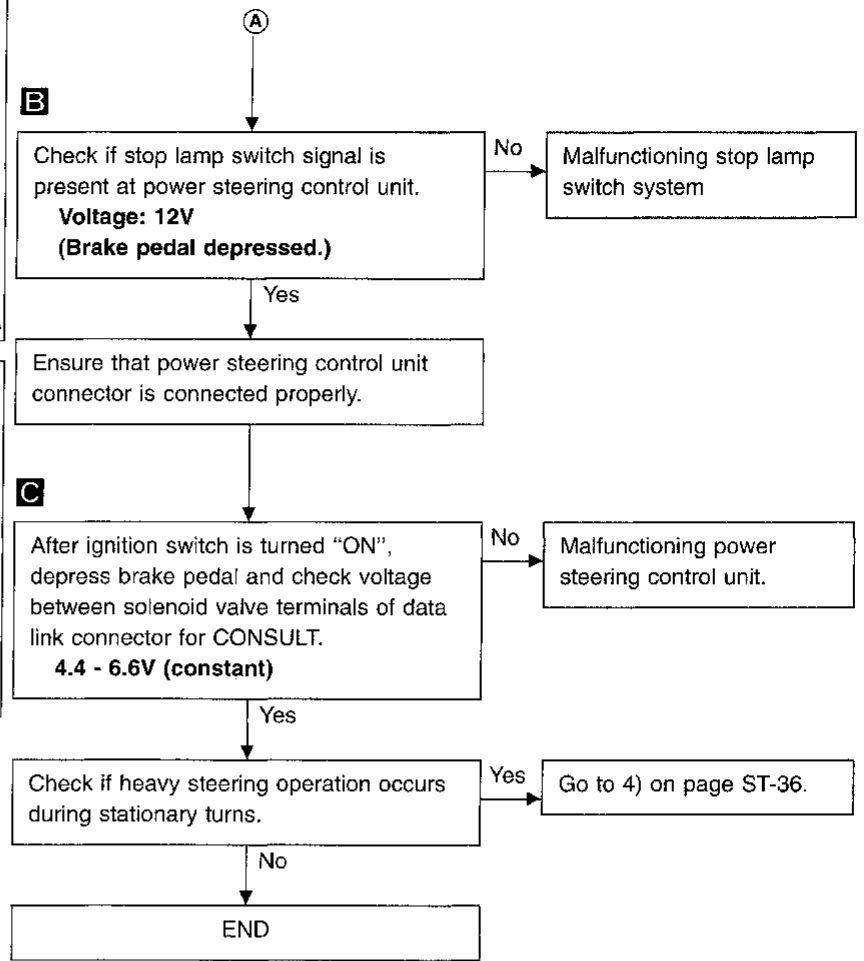 A
B
Check if stop lamp switch signal is
present at power steering control unit.
Voltage: 12V
(Brake pedal depressed.)
No
Malfunctioning stop lamp
switch system
Yes
Ensure that power steering control unit
connector is connected properly.
C
After ignition switch is turned “ON”,
depress brake pedal and check voltage
between solenoid valve terminals of data
link connector for CONSULT.
4.4 - 6.6V (constant)
No
Malfunctioning power
steering control unit.
Yes
Check if heavy steering operation occurs
during stationary turns.
Yes
Go to 4) on page ST-36.
No
END